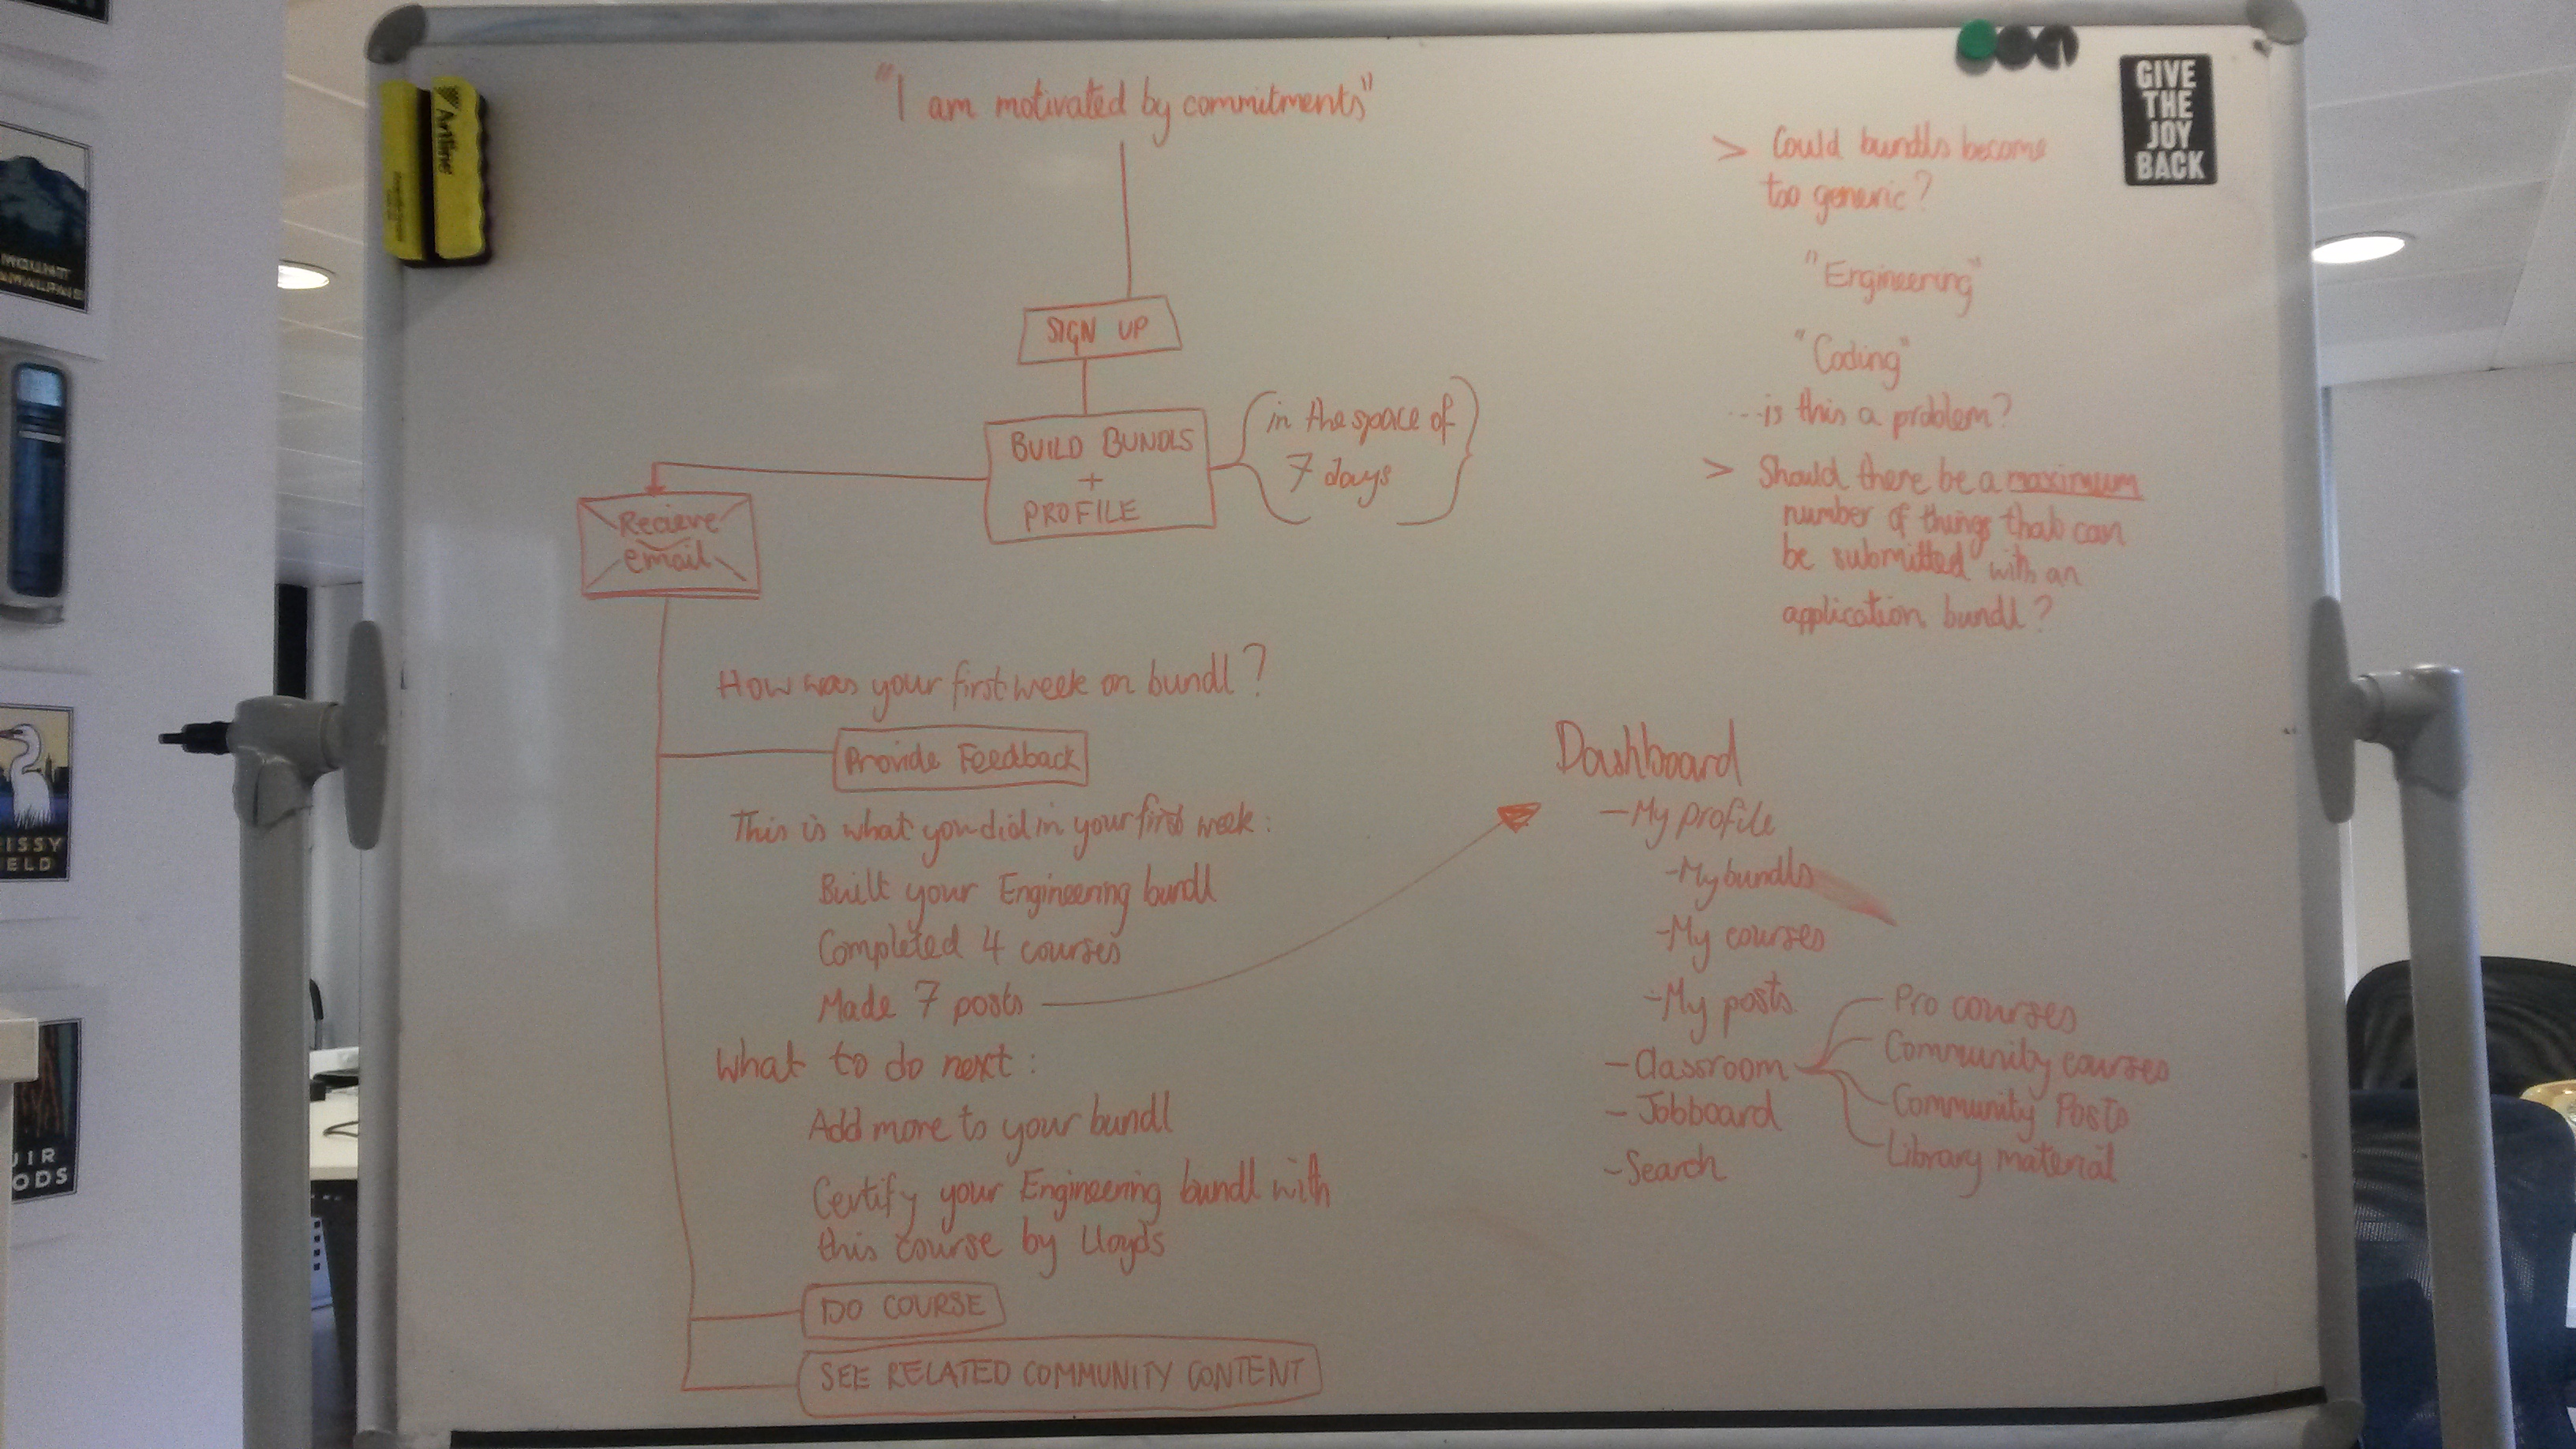 "I am motivated by commitments"
SIGN UP
BUILD BUNDLS
+
PROFILE
in the space of
7 days
Recieve
email
How was your first week on bundl?
Provide Feedback
This is what you did in your first week:
Built your Engineering bundl
Completed 4 courses
Made 7 posts
What to do next:
Add more to your bundl
Certify your Engineering bundl with
this course by Lloyds
DO COURSE
SEE RELATED COMMUNITY CONTENT
> Could bundls become
too generic?
"Engineering"
"Coding"
...is this a problem?
> Should there be a maximum
number of things that can
be submitted with an
application bundl?
Dashboard
- My profile
- My bundls
- My courses
- My posts
- Classroom
- Jobboard
- Search
Pro courses
Community courses
Community Posts
Library material
GIVE
THE
JOY
BACK
Artline